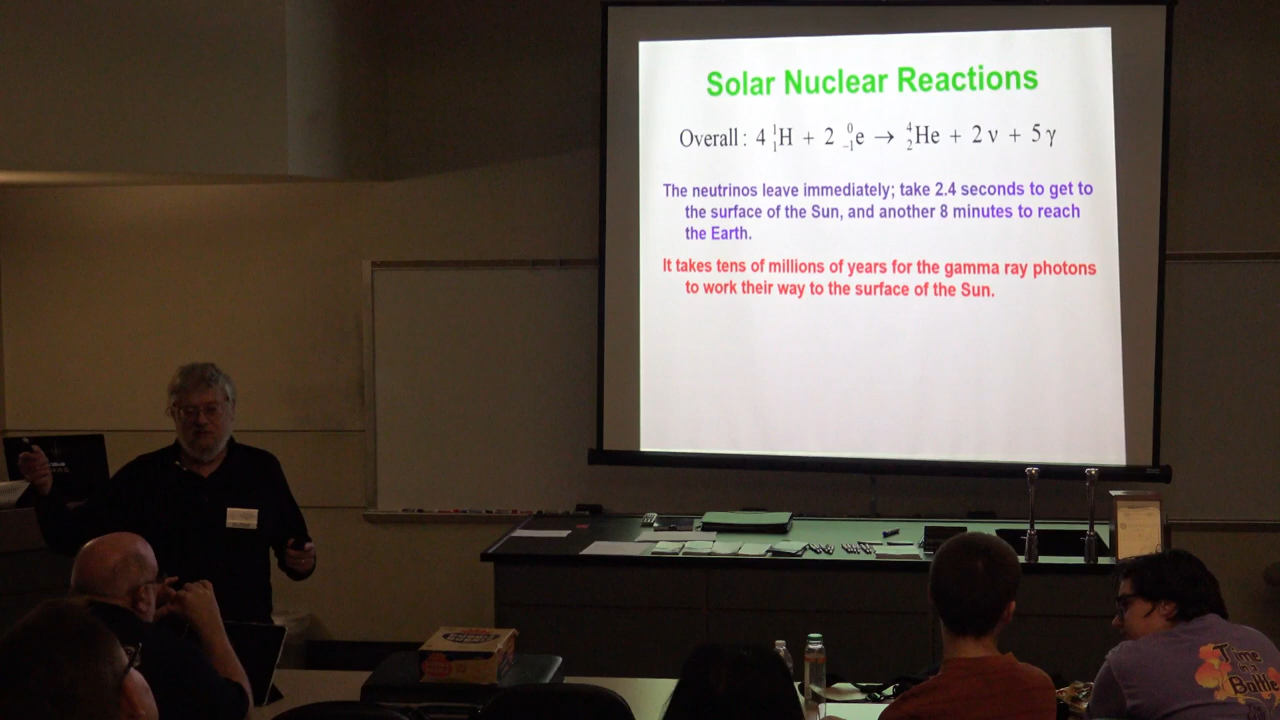 Solar Nuclear Reactions
Overall: 4 ¹₁H + 2 ⁰₋₁e → ⁴₂He + 2 ν + 5 γ
The neutrinos leave immediately; take 2.4 seconds to get to
the surface of the Sun, and another 8 minutes to reach
the Earth.
It takes tens of millions of years for the gamma ray photons
to work their way to the surface of the Sun.
Time
in a
Bottle